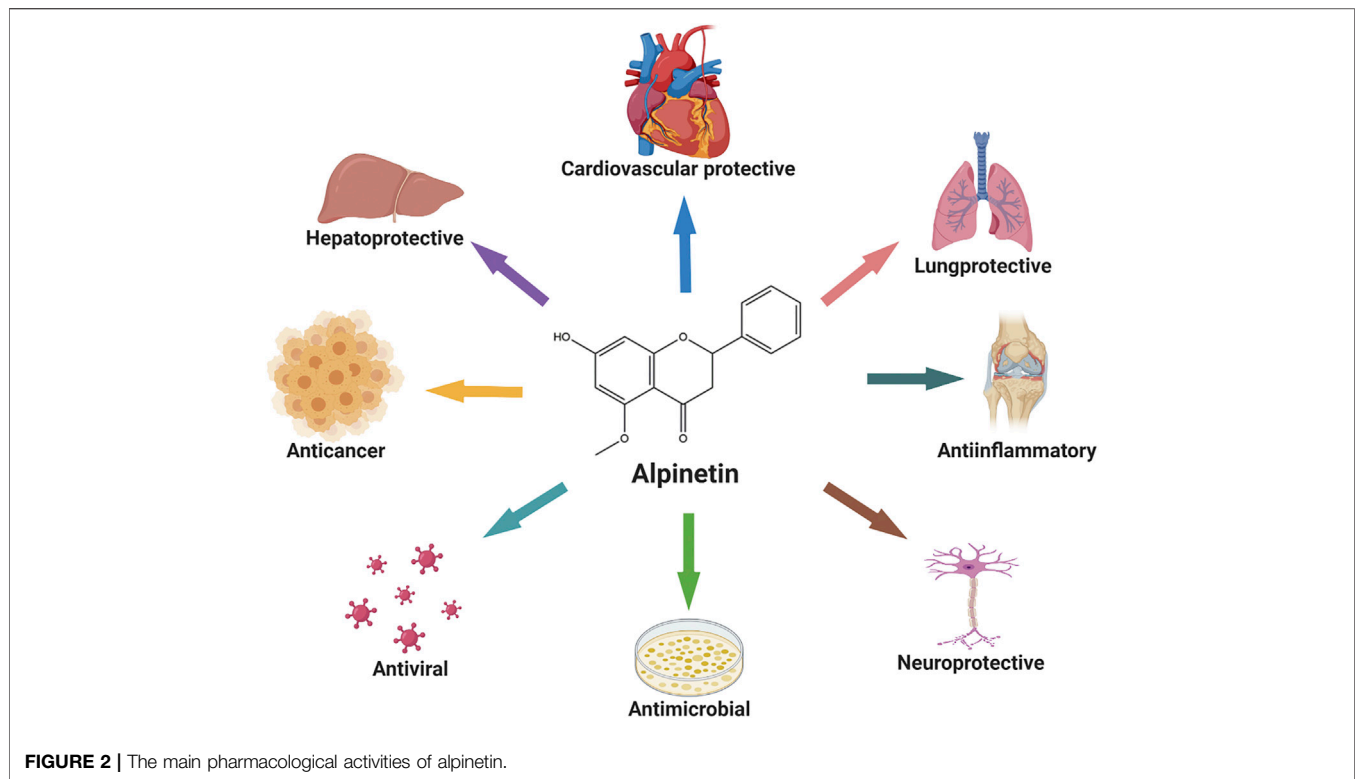 Cardiovascular protective
Hepatoprotective
Lungprotective
HO
O
O
O
Anticancer
Antiinflammatory
Alpinetin
Antiviral
Neuroprotective
Antimicrobial
FIGURE 2 | The main pharmacological activities of alpinetin.